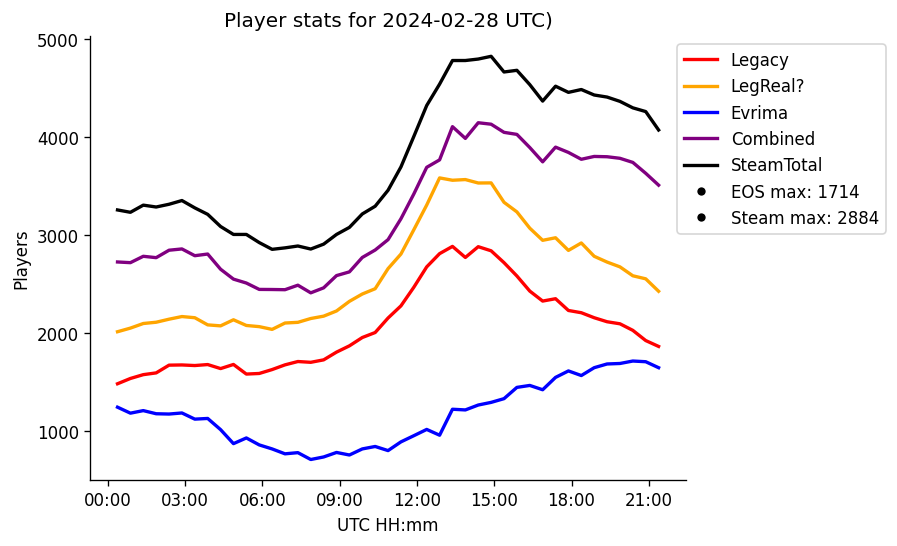 Player stats for 2024-02-28 UTC)
5000
4000
3000
2000
1000
Players
00:00 03:00 06:00 09:00 12:00 15:00 18:00 21:00
UTC HH:mm
Legacy
LegReal?
Evrima
Combined
SteamTotal
EOS max: 1714
Steam max: 2884